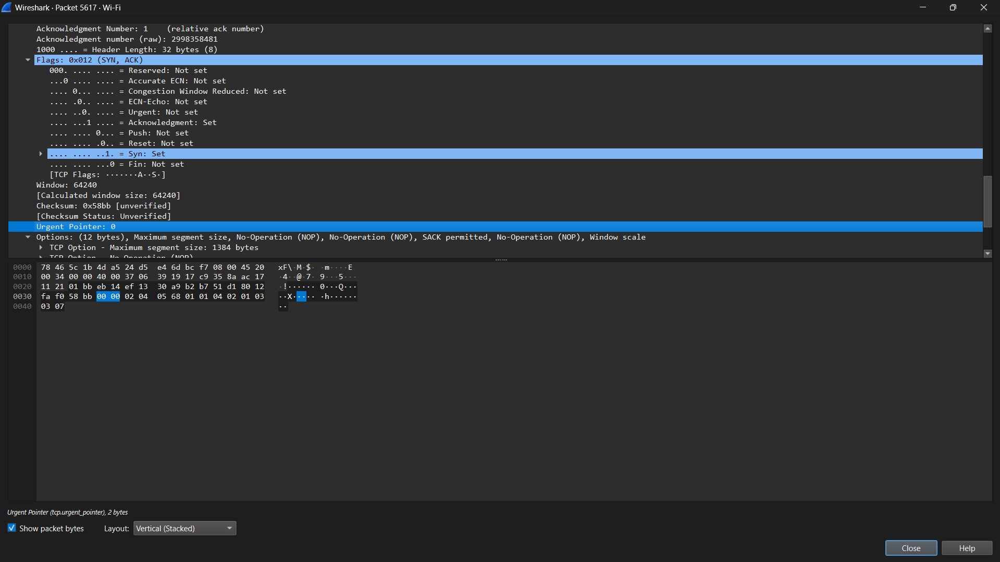 Wireshark · Packet 5617 · Wi-Fi
Acknowledgment Number: 1    (relative ack number)
Acknowledgment number (raw): 2998358481
1000 .... = Header Length: 32 bytes (8)
Flags: 0x012 (SYN, ACK)
000. .... .... = Reserved: Not set
...0 .... .... = Accurate ECN: Not set
.... 0... .... = Congestion Window Reduced: Not set
.... .0.. .... = ECN-Echo: Not set
.... ..0. .... = Urgent: Not set
.... ...1 .... = Acknowledgment: Set
.... .... 0... = Push: Not set
.... .... .0.. = Reset: Not set
.... .... ..1. = Syn: Set
.... .... ...0 = Fin: Not set
[TCP Flags: ·······A··S·]
Window: 64240
[Calculated window size: 64240]
Checksum: 0x58bb [unverified]
[Checksum Status: Unverified]
Urgent Pointer: 0
Options: (12 bytes), Maximum segment size, No-Operation (NOP), No-Operation (NOP), SACK permitted, No-Operation (NOP), Window scale
TCP Option - Maximum segment size: 1384 bytes
TCP Option - No-Operation (NOP)
0000 78 46 5c 1b 4d a5 24 d5 e4 6d bc f7 08 00 45 20 xF\·M·$· ·m····E
0010 00 34 00 00 40 00 37 06 39 19 17 c9 35 8a ac 17 ·4··@·7· 9···5···
0020 11 21 01 bb eb 14 ef 13 30 a9 b2 b7 51 d1 80 12 ·!······ 0···Q···
0030 fa f0 58 bb 00 00 02 04 05 68 01 01 04 02 01 03 ··X····· ·h······
0040 03 07 ··
Urgent Pointer (tcp.urgent_pointer), 2 bytes
Show packet bytes Layout: Vertical (Stacked)
Close Help